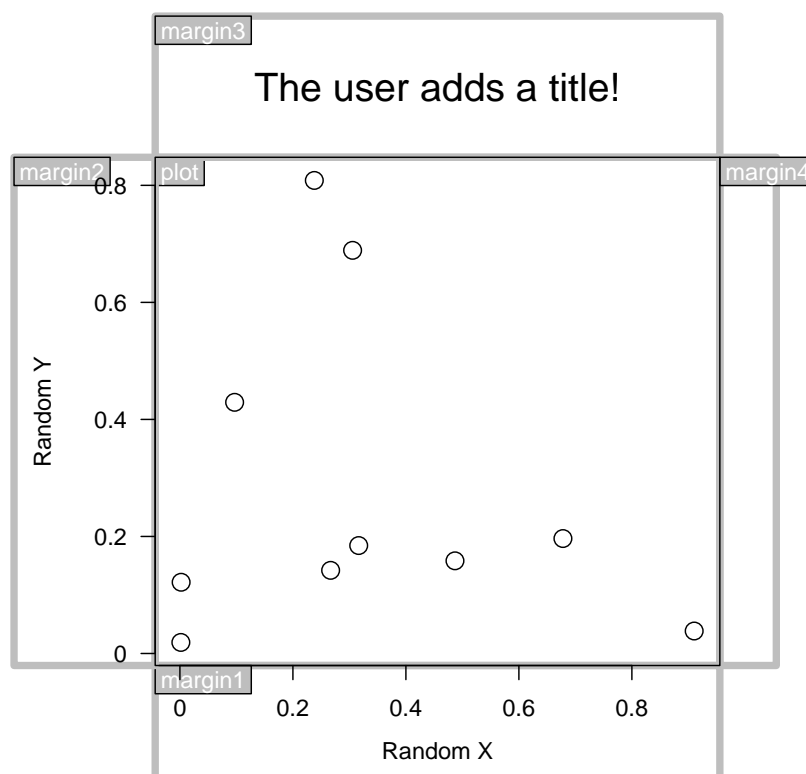 margin3
The user adds a title!
margin2
plot
margin4
0.8
0.6
0.4
0.2
0
Random Y
margin1
0
0.2
0.4
0.6
0.8
Random X